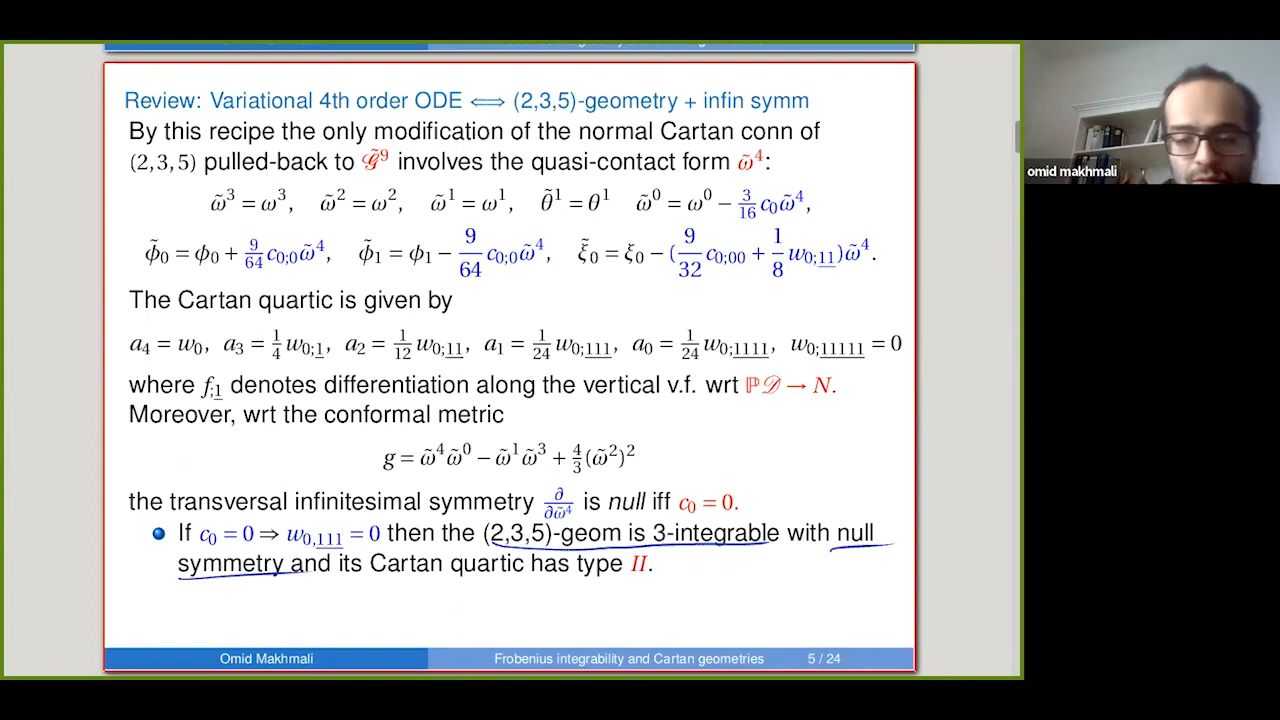 Review: Variational 4th order ODE ⟺ (2,3,5)-geometry + infin symm
By this recipe the only modification of the normal Cartan conn of
(2,3,5) pulled-back to 𝒢̃⁹ involves the quasi-contact form ω̃⁴:
ω̃³ = ω³, ω̃² = ω², ω̃¹ = ω¹, θ̃¹ = θ¹ ω̃⁰ = ω⁰ − 3/16 c₀ω̃⁴,
ϕ̃₀ = ϕ₀ + 9/64 c₀;₀ω̃⁴, ϕ̃₁ = ϕ₁ − 9/64 c₀;₀ω̃⁴, ξ̃₀ = ξ₀ − (9/32 c₀;₀₀ + 1/8 w₀;₁₁)ω̃⁴.
The Cartan quartic is given by
a₄ = w₀, a₃ = 1/4 w₀;₁, a₂ = 1/12 w₀;₁₁, a₁ = 1/24 w₀;₁₁₁, a₀ = 1/24 w₀;₁₁₁₁, w₀;₁₁₁₁₁ = 0
where f;₁ denotes differentiation along the vertical v.f. wrt ℙ𝒟 → N.
Moreover, wrt the conformal metric
g = ω̃⁴ω̃⁰ − ω̃¹ω̃³ + 4/3 (ω̃²)²
the transversal infinitesimal symmetry ∂/∂ω̃⁴ is null iff c₀ = 0.
If c₀ = 0 ⇒ w₀,₁₁₁ = 0 then the (2,3,5)-geom is 3-integrable with null
symmetry and its Cartan quartic has type II.
Omid Makhmali Frobenius integrability and Cartan geometries 5 / 24
omid makhmali